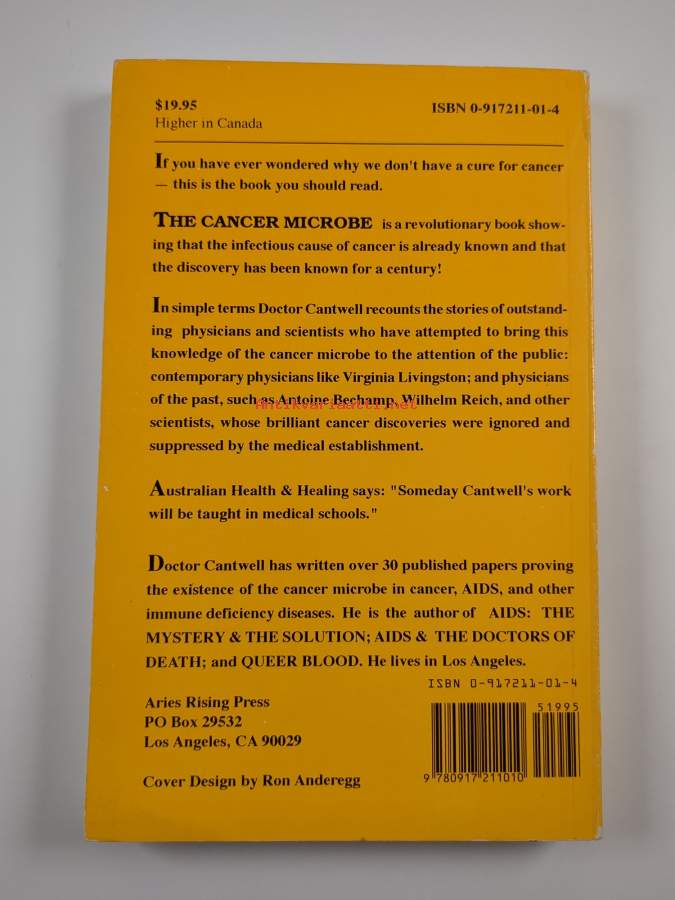 $19.95 ISBN 0-917211-01-4
Higher in Canada
If you have ever wondered why we don't have a cure for cancer
— this is the book you should read.
THE CANCER MICROBE is a revolutionary book show-
ing that the infectious cause of cancer is already known and that
the discovery has been known for a century!
In simple terms Doctor Cantwell recounts the stories of outstand-
ing physicians and scientists who have attempted to bring this
knowledge of the cancer microbe to the attention of the public:
contemporary physicians like Virginia Livingston; and physicians
of the past, such as Antoine Bechamp, Wilhelm Reich, and other
Antikvariaatti.net
scientists, whose brilliant cancer discoveries were ignored and
suppressed by the medical establishment.
Australian Health & Healing says: "Someday Cantwell's work
will be taught in medical schools."
Doctor Cantwell has written over 30 published papers proving
the existence of the cancer microbe in cancer, AIDS, and other
immune deficiency diseases. He is the author of AIDS: THE
MYSTERY & THE SOLUTION; AIDS & THE DOCTORS OF
DEATH; and QUEER BLOOD. He lives in Los Angeles.
ISBN 0-917211-01-4
51995
9 780917 211010
Aries Rising Press
PO Box 29532
Los Angeles, CA 90029
Cover Design by Ron Anderegg